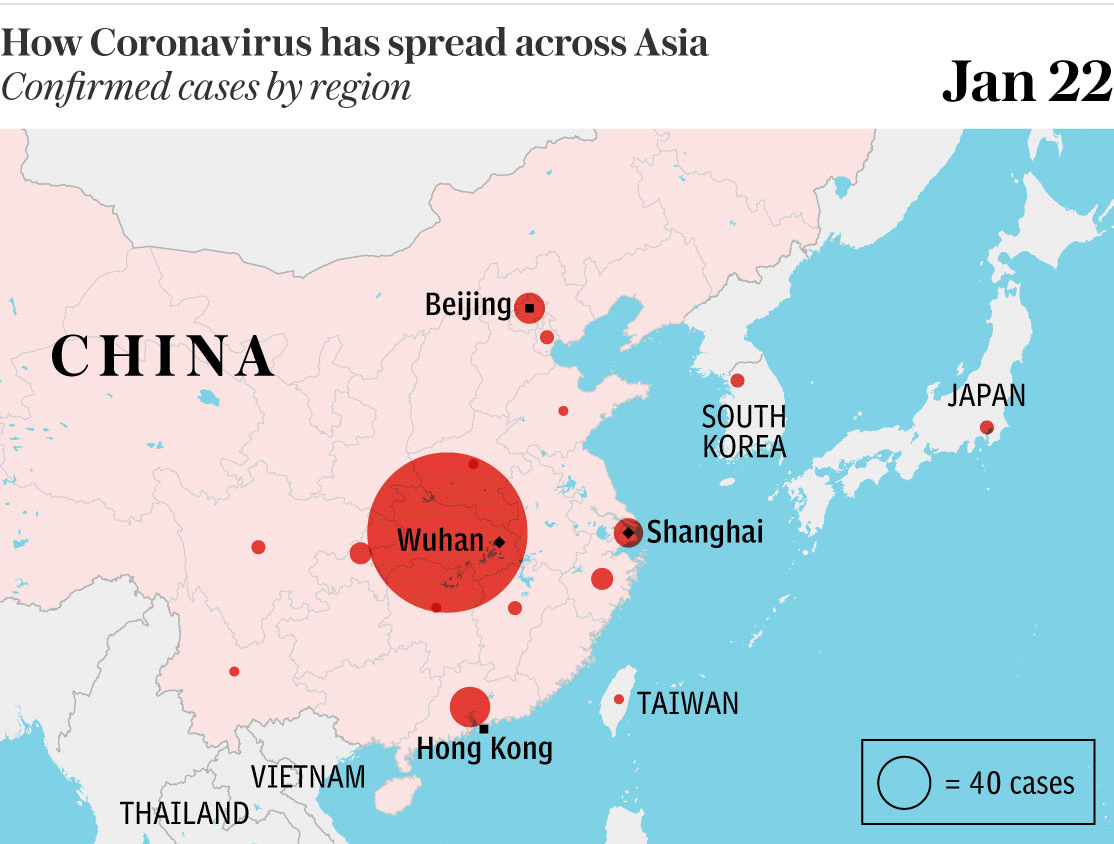 How Coronavirus has spread across Asia
Confirmed cases by region
Jan 22
Beijing
CHINA
JAPAN
SOUTH
KOREA
Wuhan
Shanghai
TAIWAN
Hong Kong
VIETNAM
THAILAND
= 40 cases